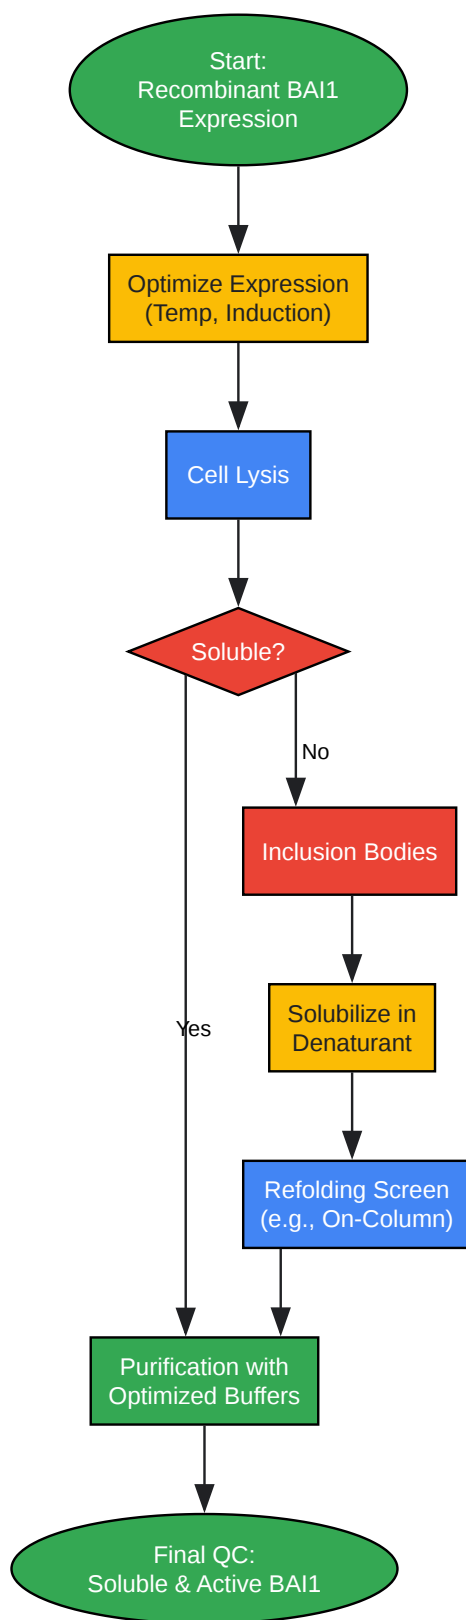 Start:
Recombinant BAI1
Expression
Optimize Expression
(Temp, Induction)
Cell Lysis
Soluble?
No
Inclusion Bodies
Solubilize in
Denaturant
Yes
Refolding Screen
(e.g., On-Column)
Purification with
Optimized Buffers
Final QC:
Soluble & Active BAI1